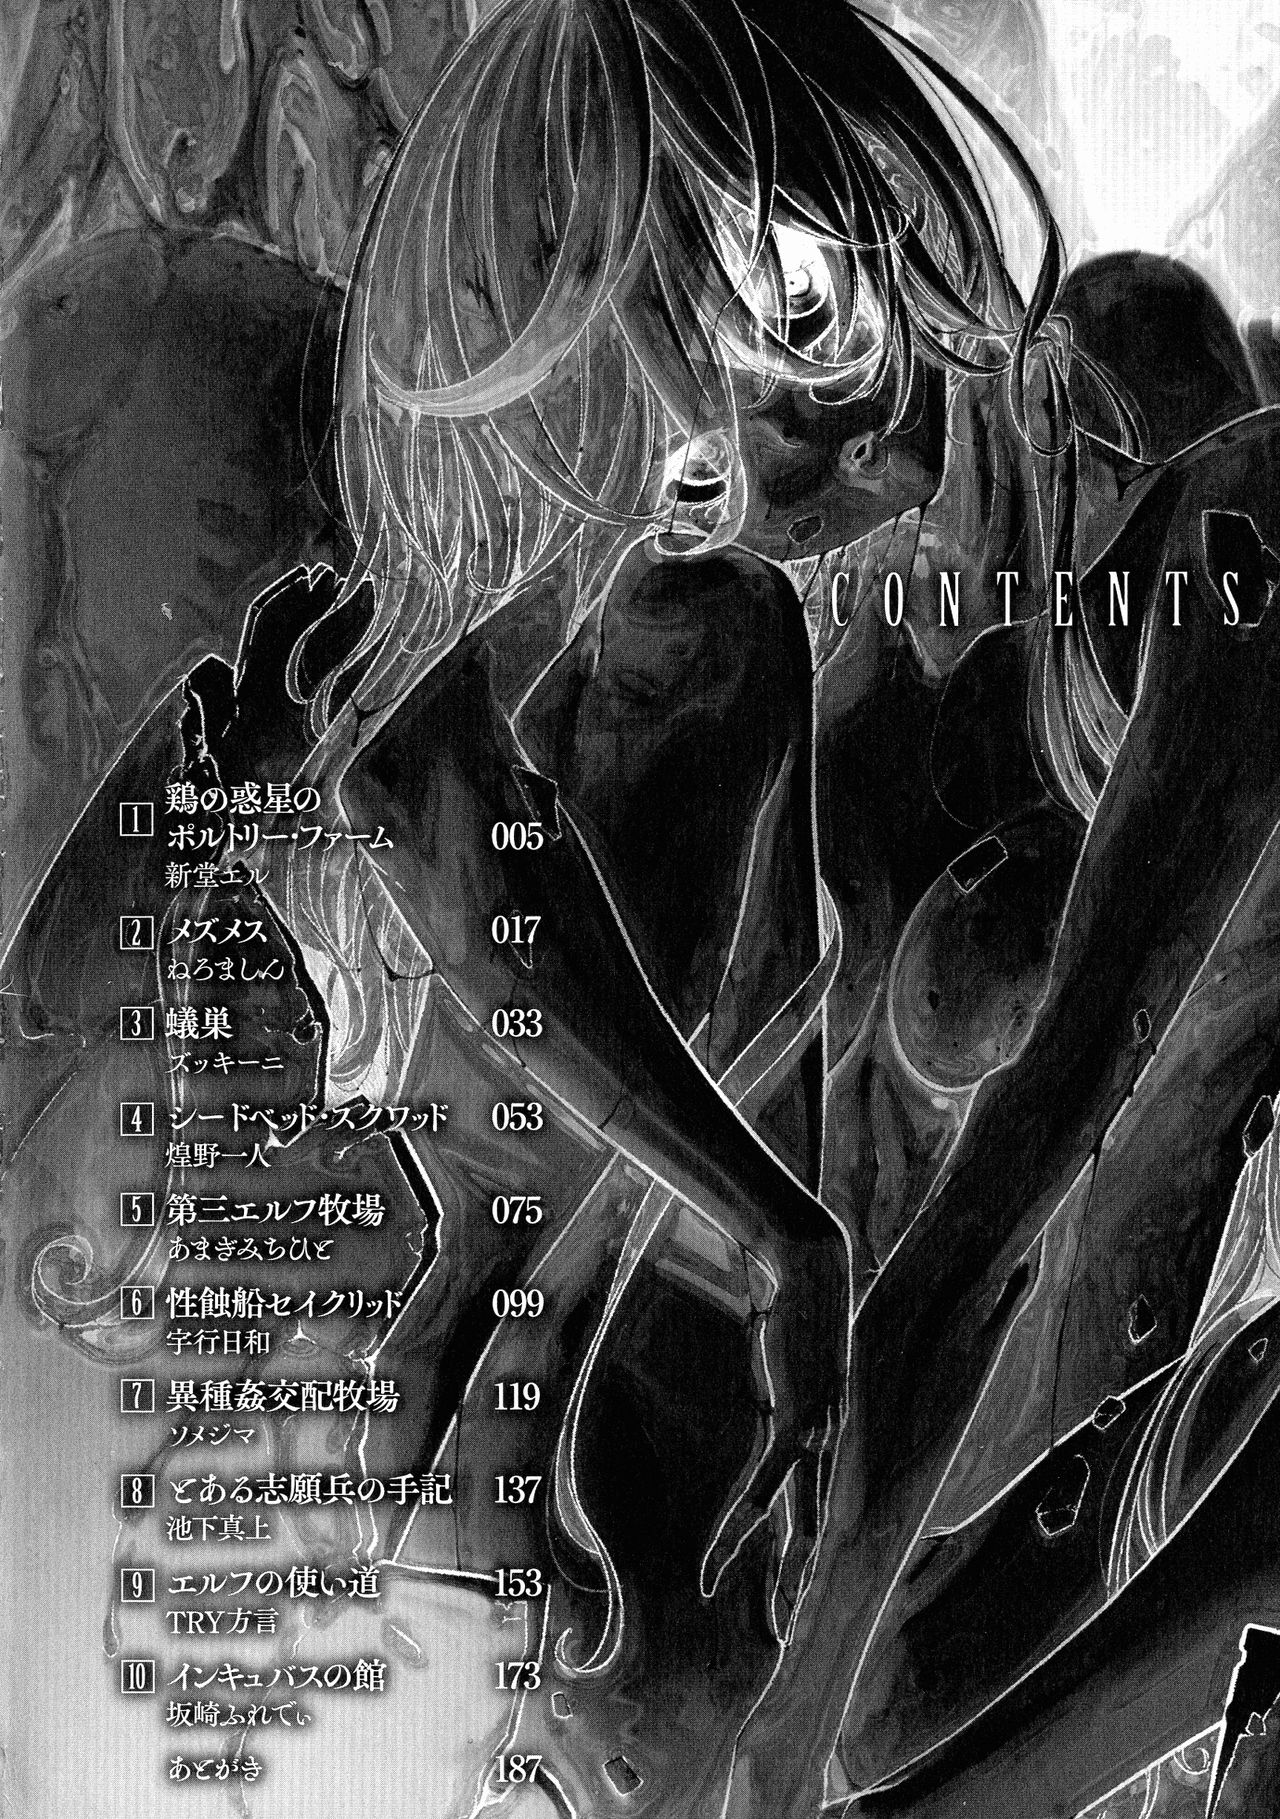 CONTENTS
1 鶏の惑星の
ポルトリー・ファーム 005
新堂エル
2 メズメス 017
ねろましん
3 蟻巣 033
ズッキーニ
4 シードベッド・スクワッド 053
煌野一人
5 第三エルフ牧場 075
あまぎみちひと
6 性蝕船セイクリッド 099
宇行日和
7 異種姦交配牧場 119
ソメジマ
8 とある志願兵の手記 137
池下真上
9 エルフの使い道 153
TRY方言
10 インキュバスの館 173
坂崎ふれでぃ
あとがき 187